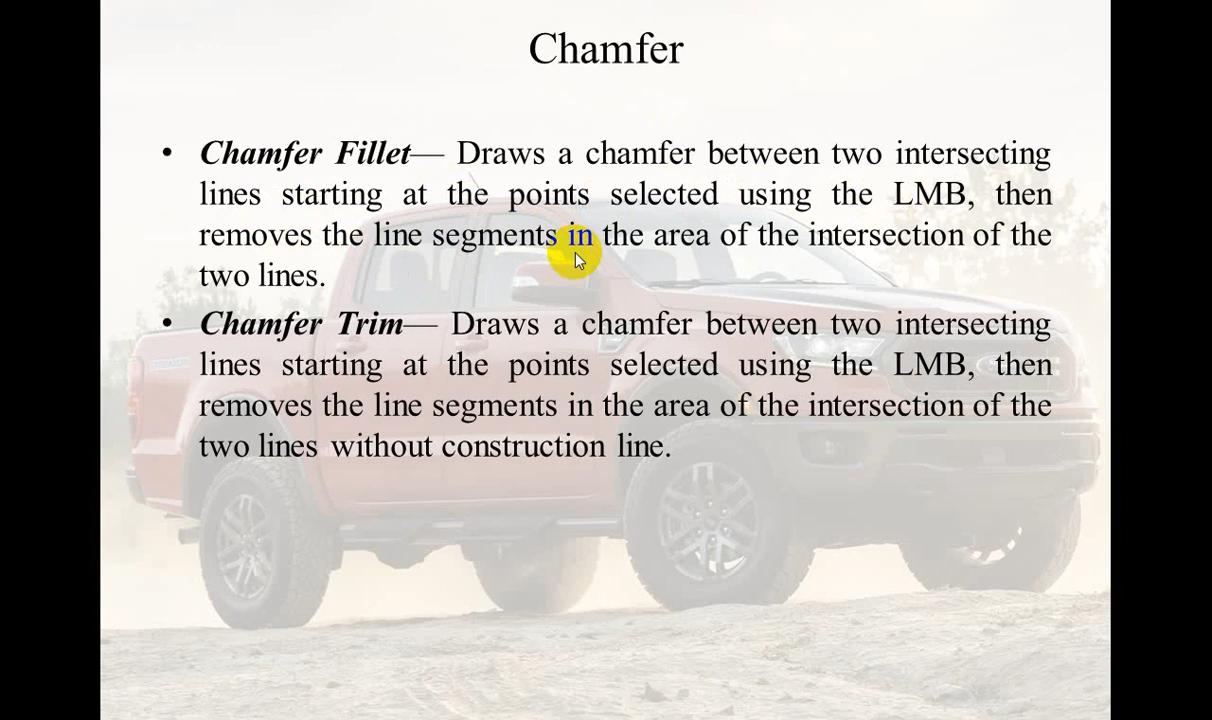 Chamfer
• Chamfer Fillet— Draws a chamfer between two intersecting
lines starting at the points selected using the LMB, then
removes the line segments in the area of the intersection of the
two lines.
• Chamfer Trim— Draws a chamfer between two intersecting
lines starting at the points selected using the LMB, then
removes the line segments in the area of the intersection of the
two lines without construction line.